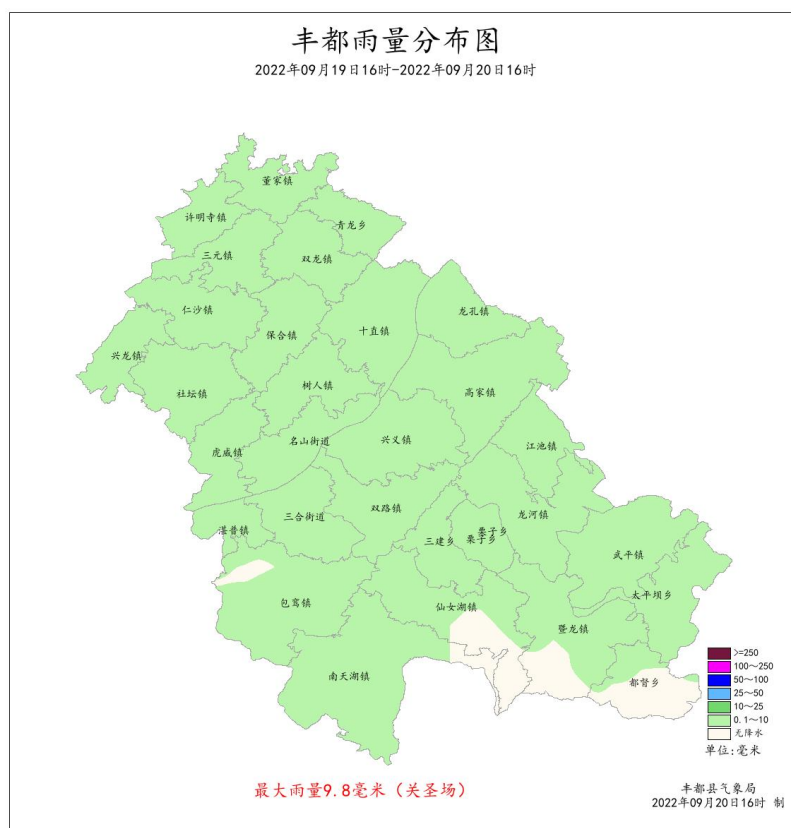 丰都雨量分布图
2022年09月19日16时-2022年09月20日16时
董家镇
许明寺镇
青龙乡
三元镇
双龙镇
仁沙镇
龙孔镇
十直镇
保合镇
兴龙镇
树人镇
社坛镇
高家镇
名山街道
兴义镇
虎威镇
江池镇
双路镇
三合街道
龙河镇
湛普镇
栗子乡
三建乡
栗子乡
武平镇
太平坝乡
包鸾镇
仙女湖镇
暨龙镇
南天湖镇
都督乡
>=250
100～250
50～100
25～50
10～25
0.1～10
无降水
单位:毫米
最大雨量9.8毫米（关圣场）
丰都县气象局
2022年09月20日16时 制